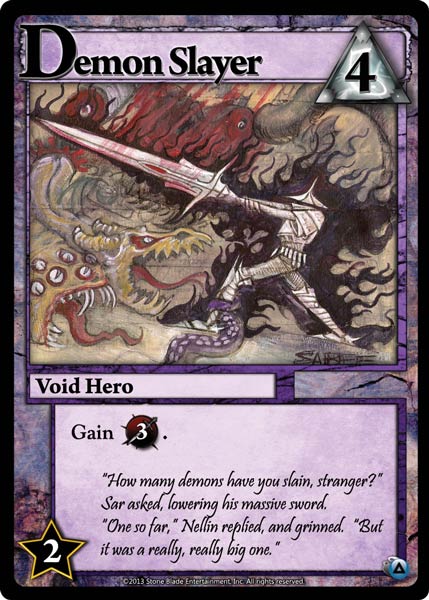 Demon Slayer
4
Void Hero
Gain 3.
"How many demons have you slain, stranger?"
Sar asked, lowering his massive sword.
"One so far," Nellin replied, and grinned. "But
it was a really, really big one."
2
©2013 Stone Blade Entertainment, Inc. All rights reserved.